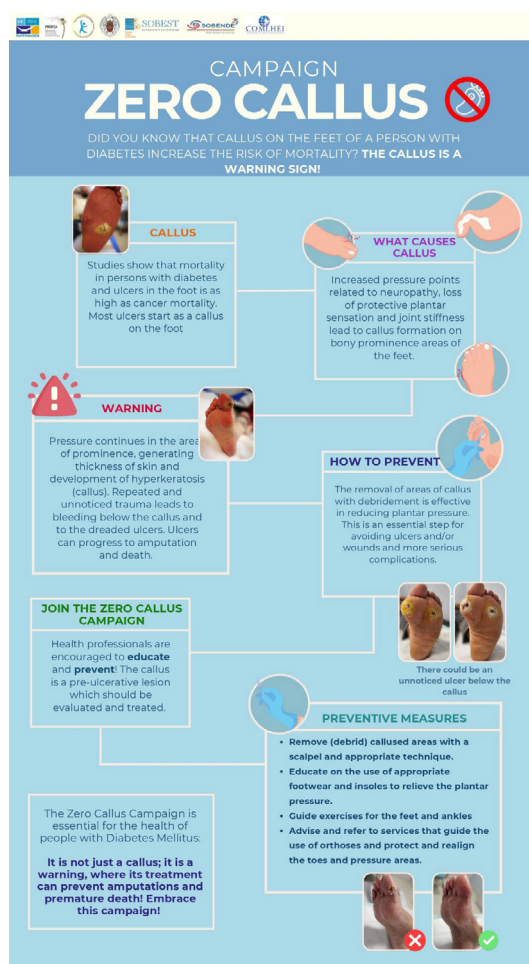 SOBEST
SOBENDE
COMLHEI
CAMPAIGN
ZERO CALLUS
DID YOU KNOW THAT CALLUS ON THE FEET OF A PERSON WITH
DIABETES INCREASE THE RISK OF MORTALITY? THE CALLUS IS A
WARNING SIGN!
CALLUS
Studies show that mortality
in persons with diabetes
and ulcers in the foot is as
high as cancer mortality.
Most ulcers start as a callus
on the foot
WHAT CAUSES
CALLUS
Increased pressure points
related to neuropathy, loss
of protective plantar
sensation and joint stiffness
lead to callus formation on
bony prominence areas of
the feet.
WARNING
Pressure continues in the area
of prominence, generating
thickness of skin and
development of hyperkeratosis
(callus). Repeated and
unnoticed trauma leads to
bleeding below the callus and
to the dreaded ulcers. Ulcers
can progress to amputation
and death.
HOW TO PREVENT
The removal of areas of callus
with debridement is effective
in reducing plantar pressure.
This is an essential step for
avoiding ulcers and/or
wounds and more serious
complications.
There could be an
unnoticed ulcer below the
callus
JOIN THE ZERO CALLUS
CAMPAIGN
Health professionals are
encouraged to educate
and prevent! The callus
is a pre-ulcerative lesion
which should be
evaluated and treated.
PREVENTIVE MEASURES
• Remove (debrid) callused areas with a
scalpel and appropriate technique.
• Educate on the use of appropriate
footwear and insoles to relieve the plantar
pressure.
• Guide exercises for the feet and ankles
• Advise and refer to services that guide the
use of orthoses and protect and realign
the toes and pressure areas.
The Zero Callus Campaign is
essential for the health of
people with Diabetes Mellitus:
It is not just a callus; it is a
warning, where its treatment
can prevent amputations and
premature death! Embrace
this campaign!